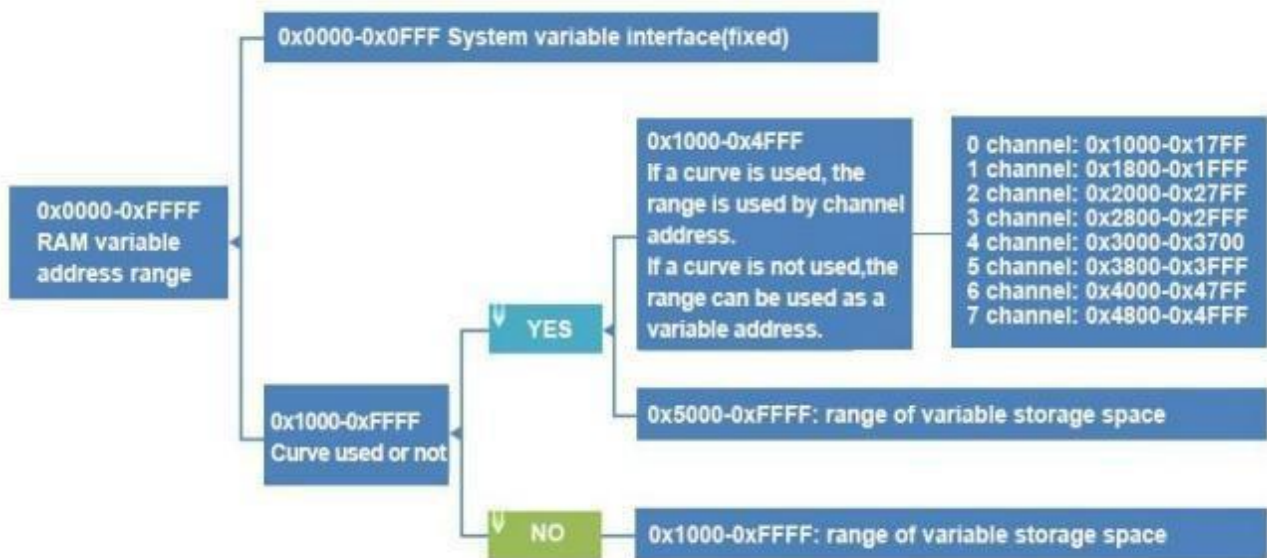 0x0000-0x0FFF System variable interface(fixed)
0x0000-0xFFFF
RAM variable
address range
0x1000-0x4FFF
If a curve is used, the
range is used by channel
address.
If a curve is not used,the
range can be used as a
variable address.
0 channel: 0x1000-0x17FF
1 channel: 0x1800-0x1FFF
2 channel: 0x2000-0x27FF
3 channel: 0x2800-0x2FFF
4 channel: 0x3000-0x3700
5 channel: 0x3800-0x3FFF
6 channel: 0x4000-0x47FF
7 channel: 0x4800-0x4FFF
YES
0x1000-0xFFFF
Curve used or not
0x5000-0xFFFF: range of variable storage space
NO
0x1000-0xFFFF: range of variable storage space